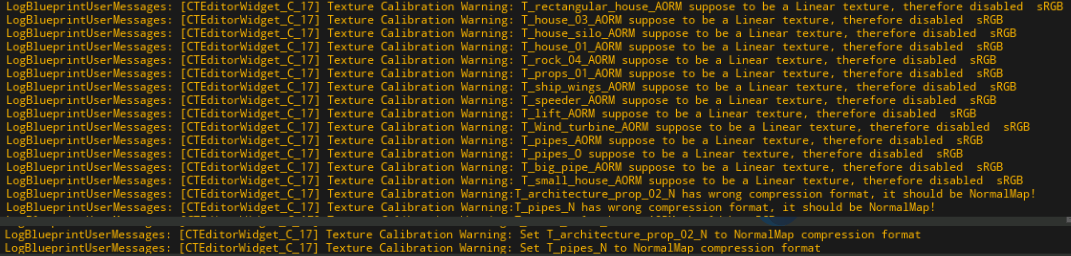 LogBlueprintUserMessages: [CTEditorWidget_C_17] Texture Calibration Warning: T_rectangular_house_AORM suppose to be a Linear texture, therefore disabled  sRGB
LogBlueprintUserMessages: [CTEditorWidget_C_17] Texture Calibration Warning: T_house_03_AORM suppose to be a Linear texture, therefore disabled  sRGB
LogBlueprintUserMessages: [CTEditorWidget_C_17] Texture Calibration Warning: T_house_silo_AORM suppose to be a Linear texture, therefore disabled  sRGB
LogBlueprintUserMessages: [CTEditorWidget_C_17] Texture Calibration Warning: T_house_01_AORM suppose to be a Linear texture, therefore disabled  sRGB
LogBlueprintUserMessages: [CTEditorWidget_C_17] Texture Calibration Warning: T_rock_04_AORM suppose to be a Linear texture, therefore disabled  sRGB
LogBlueprintUserMessages: [CTEditorWidget_C_17] Texture Calibration Warning: T_props_01_AORM suppose to be a Linear texture, therefore disabled  sRGB
LogBlueprintUserMessages: [CTEditorWidget_C_17] Texture Calibration Warning: T_ship_wings_AORM suppose to be a Linear texture, therefore disabled  sRGB
LogBlueprintUserMessages: [CTEditorWidget_C_17] Texture Calibration Warning: T_speeder_AORM suppose to be a Linear texture, therefore disabled  sRGB
LogBlueprintUserMessages: [CTEditorWidget_C_17] Texture Calibration Warning: T_lift_AORM suppose to be a Linear texture, therefore disabled  sRGB
LogBlueprintUserMessages: [CTEditorWidget_C_17] Texture Calibration Warning: T_Wind_turbine_AORM suppose to be a Linear texture, therefore disabled  sRGB
LogBlueprintUserMessages: [CTEditorWidget_C_17] Texture Calibration Warning: T_pipes_AORM suppose to be a Linear texture, therefore disabled  sRGB
LogBlueprintUserMessages: [CTEditorWidget_C_17] Texture Calibration Warning: T_pipes_O suppose to be a Linear texture, therefore disabled  sRGB
LogBlueprintUserMessages: [CTEditorWidget_C_17] Texture Calibration Warning: T_big_pipe_AORM suppose to be a Linear texture, therefore disabled  sRGB
LogBlueprintUserMessages: [CTEditorWidget_C_17] Texture Calibration Warning: T_small_house_AORM suppose to be a Linear texture, therefore disabled  sRGB
LogBlueprintUserMessages: [CTEditorWidget_C_17] Texture Calibration Warning:T_architecture_prop_02_N has wrong compression format, it should be NormalMap!
LogBlueprintUserMessages: [CTEditorWidget_C_17] Texture Calibration Warning:T_pipes_N has wrong compression format, it should be NormalMap!
LogBlueprintUserMessages: [CTEditorWidget_C_17] Texture Calibration Warning: Set T_architecture_prop_02_N to NormalMap compression format
LogBlueprintUserMessages: [CTEditorWidget_C_17] Texture Calibration Warning: Set T_pipes_N to NormalMap compression format